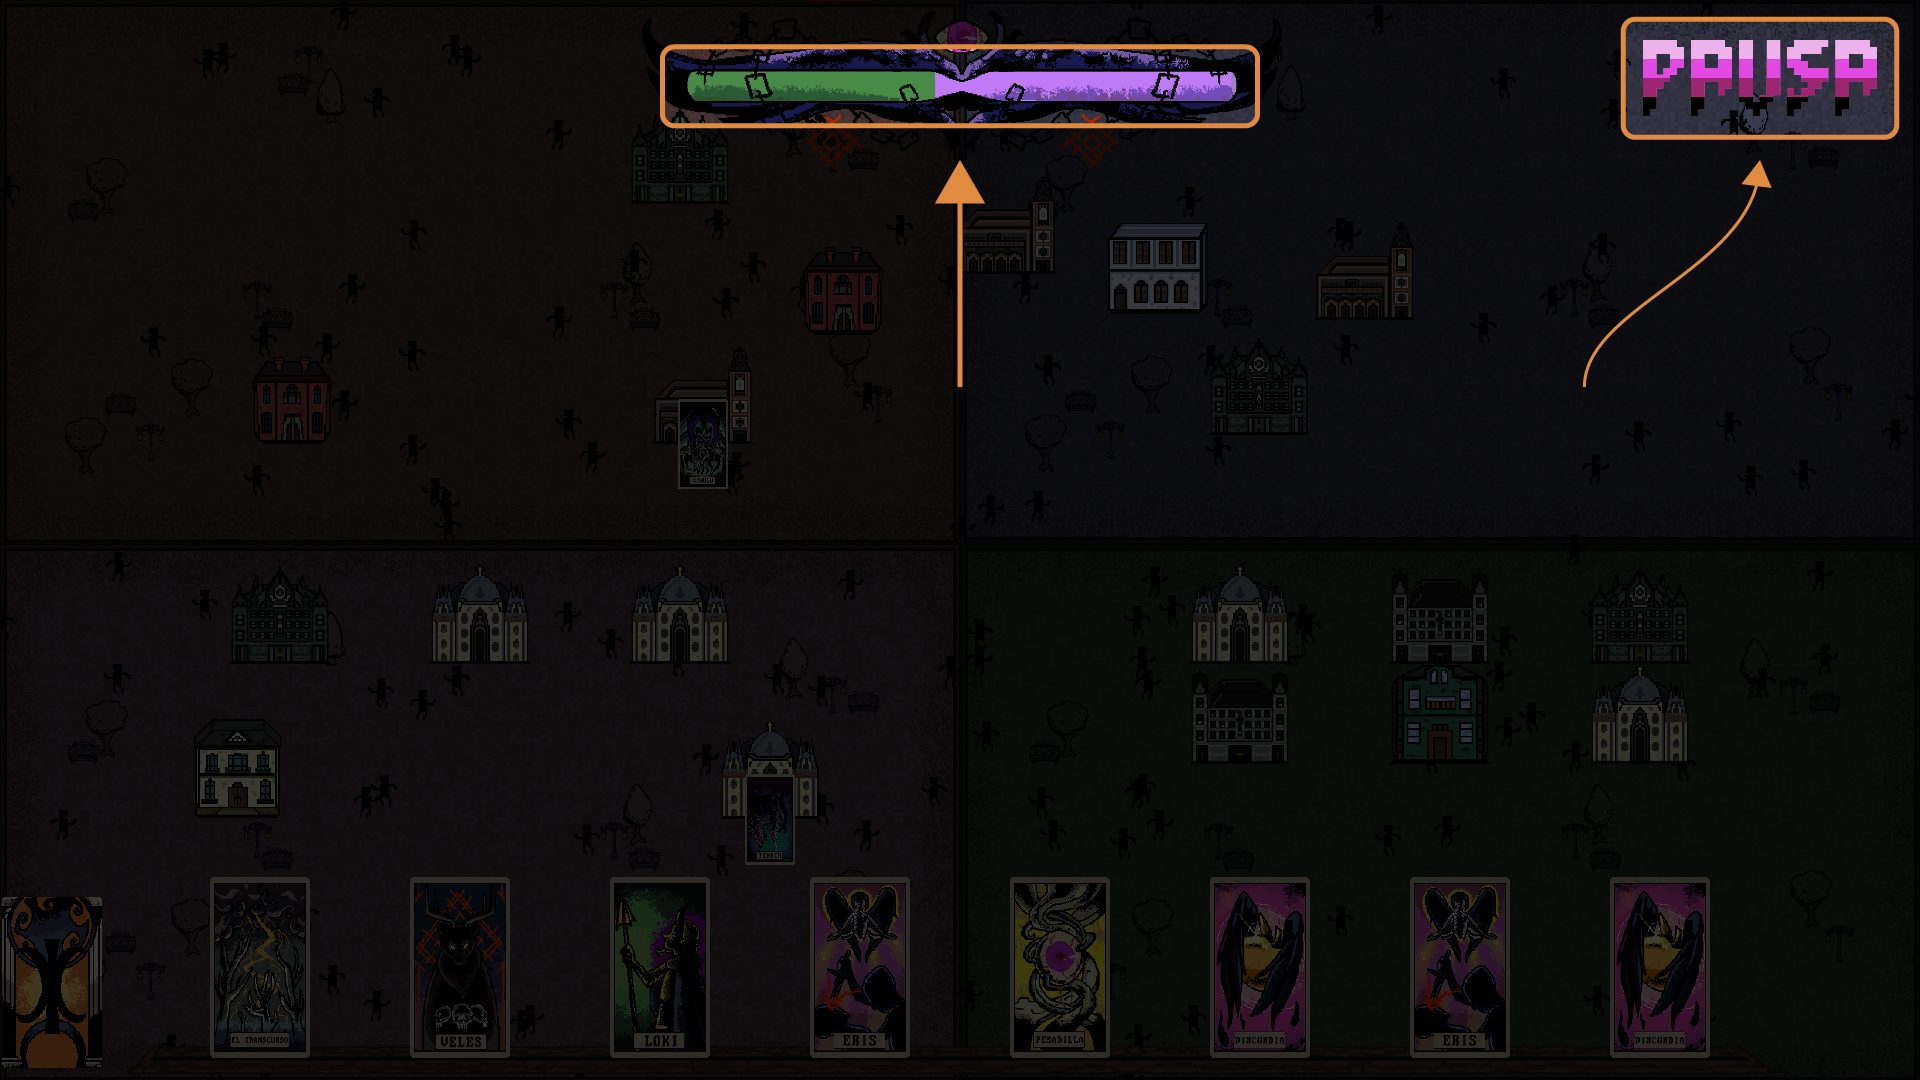 PAUSA
EL TRANSCURSO
VELES
LOKI
ERIS
PESADILLA
DISCORDIA
ERIS
DISCORDIA